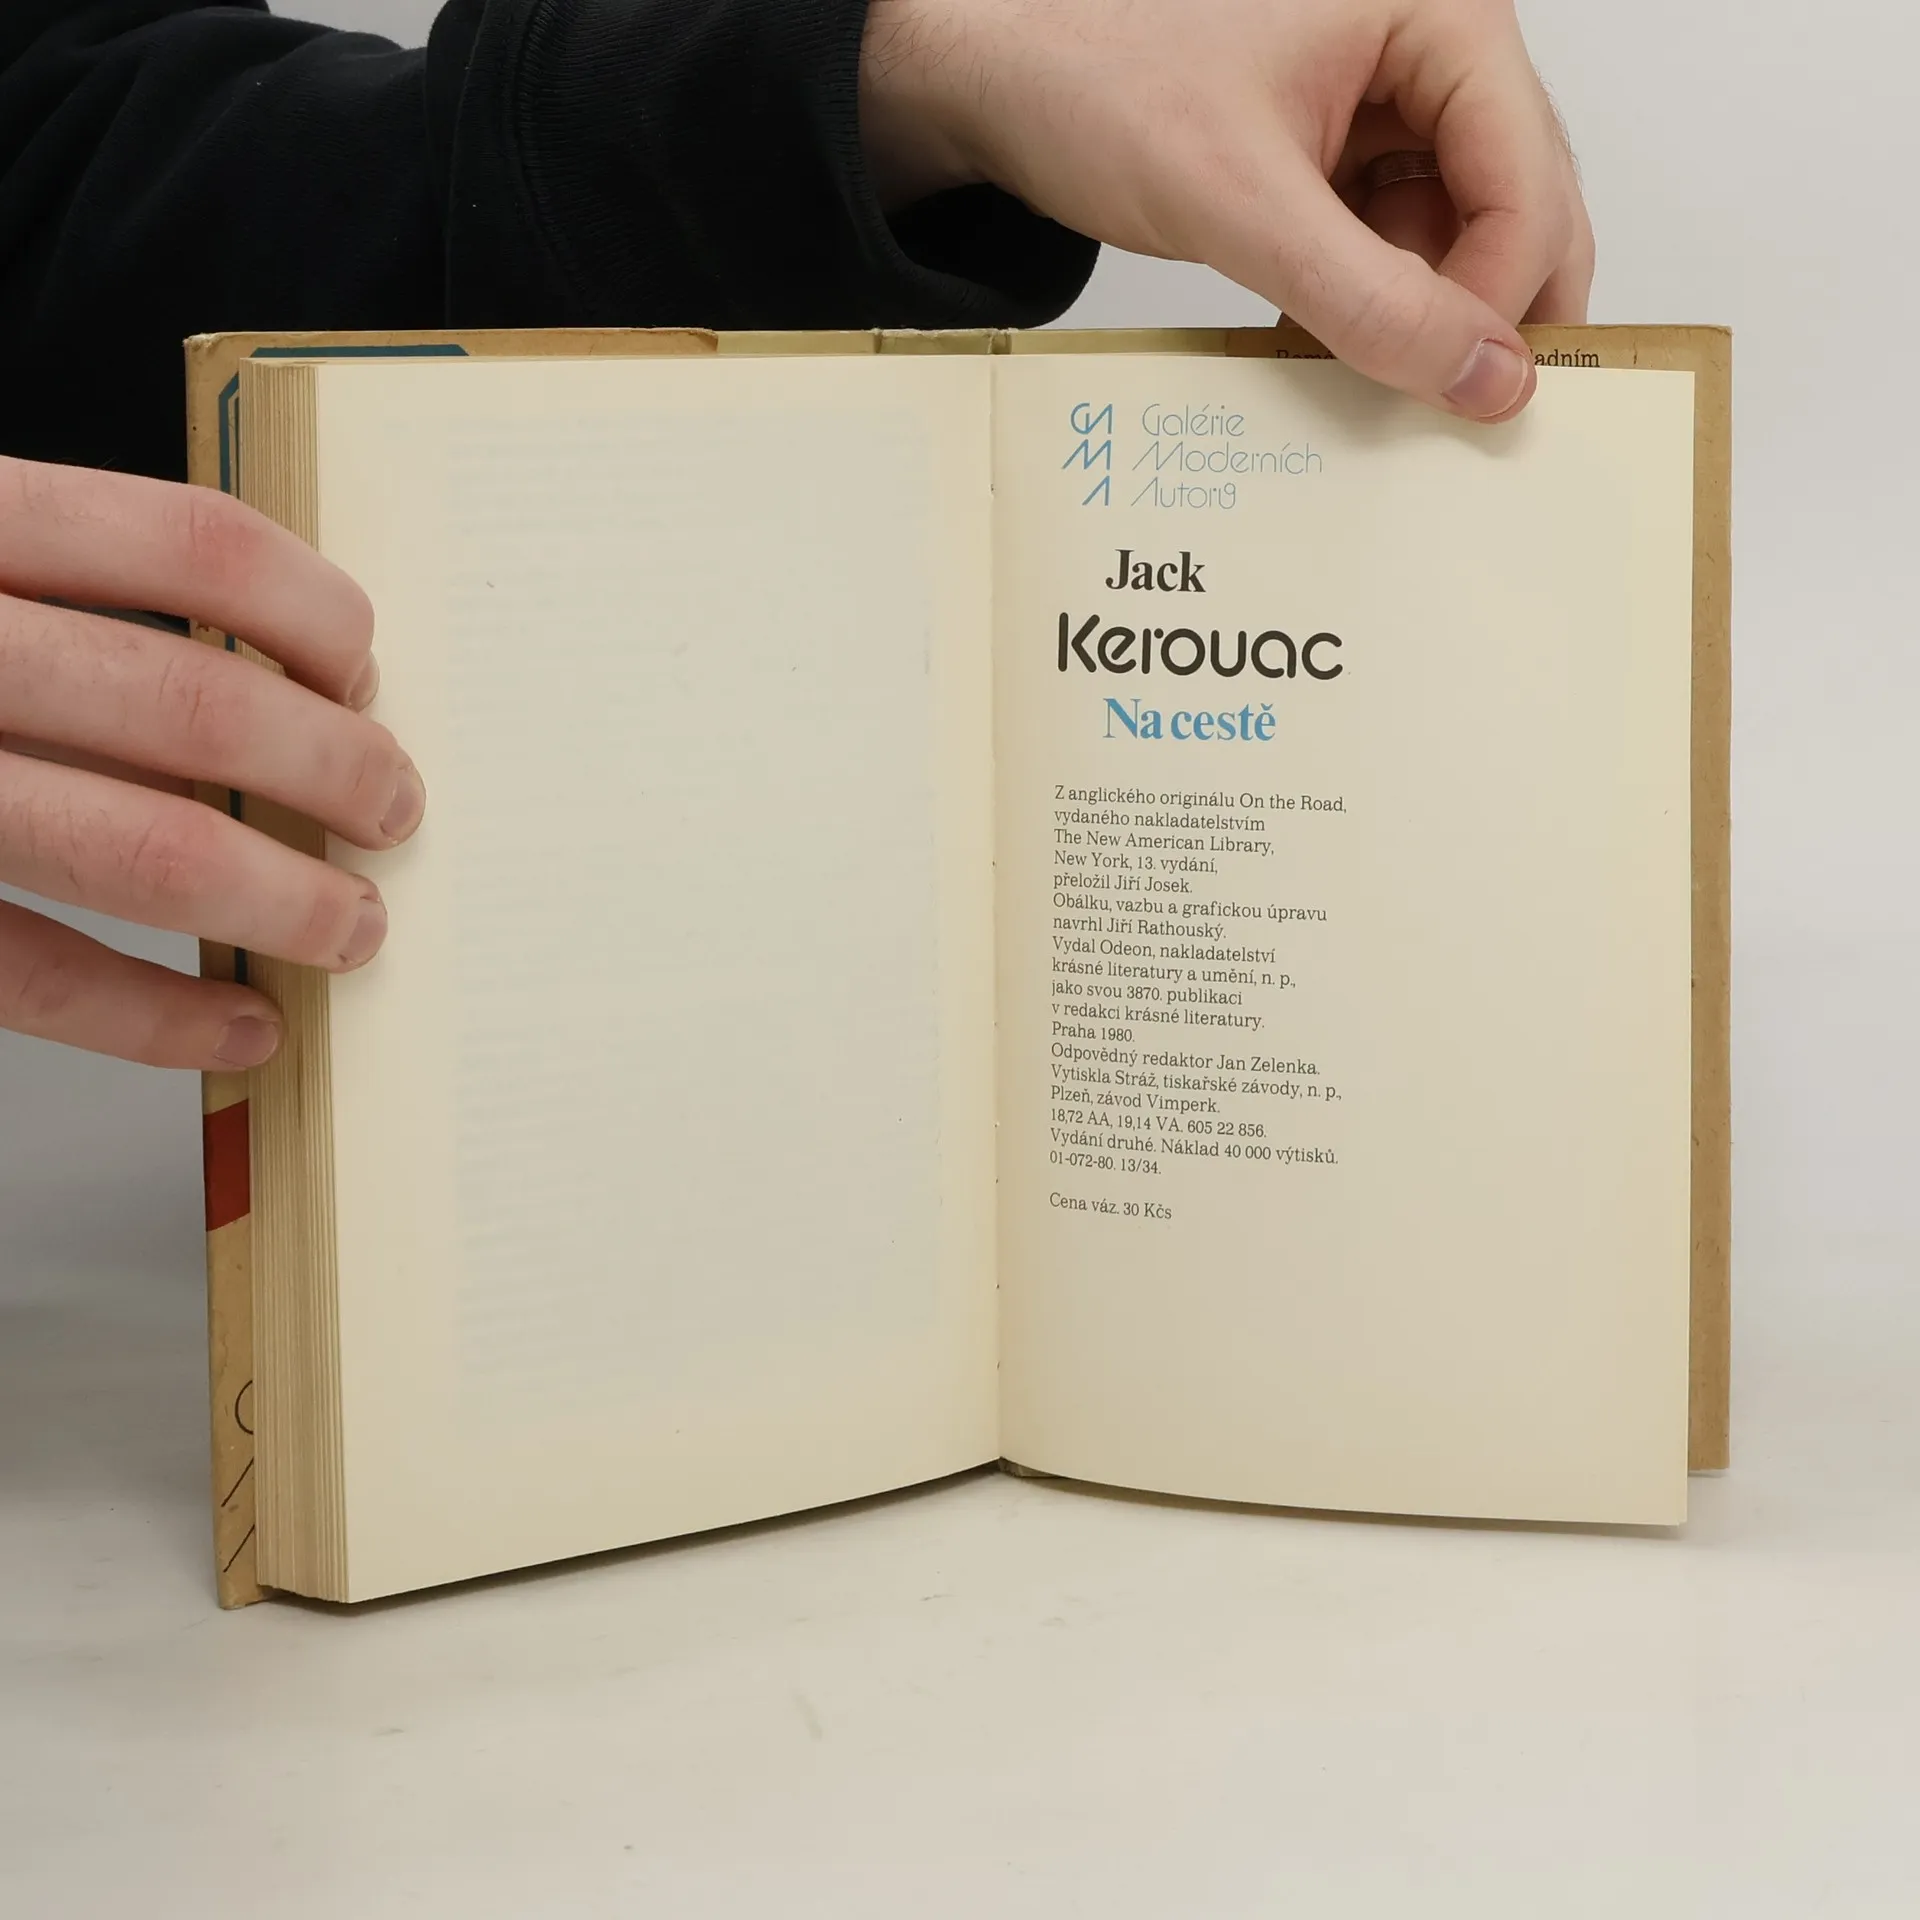 adním
GMA
Galérie
Moderních
Autorů
Jack
Kerouac
Na cestě
Z anglického originálu On the Road,
vydaného nakladatelstvím
The New American Library,
New York, 13. vydání,
přeložil Jiří Josek.
Obálku, vazbu a grafickou úpravu
navrhl Jiří Rathouský.
Vydal Odeon, nakladatelství
krásné literatury a umění, n. p.,
jako svou 3870. publikaci
v redakci krásné literatury.
Praha 1980.
Odpovědný redaktor Jan Zelenka.
Vytiskla Stráž, tiskařské závody, n. p.,
Plzeň, závod Vimperk.
18,72 AA, 19,14 VA. 605 22 856.
Vydání druhé. Náklad 40 000 výtisků.
01-072-80. 13/34.
Cena váz. 30 Kčs